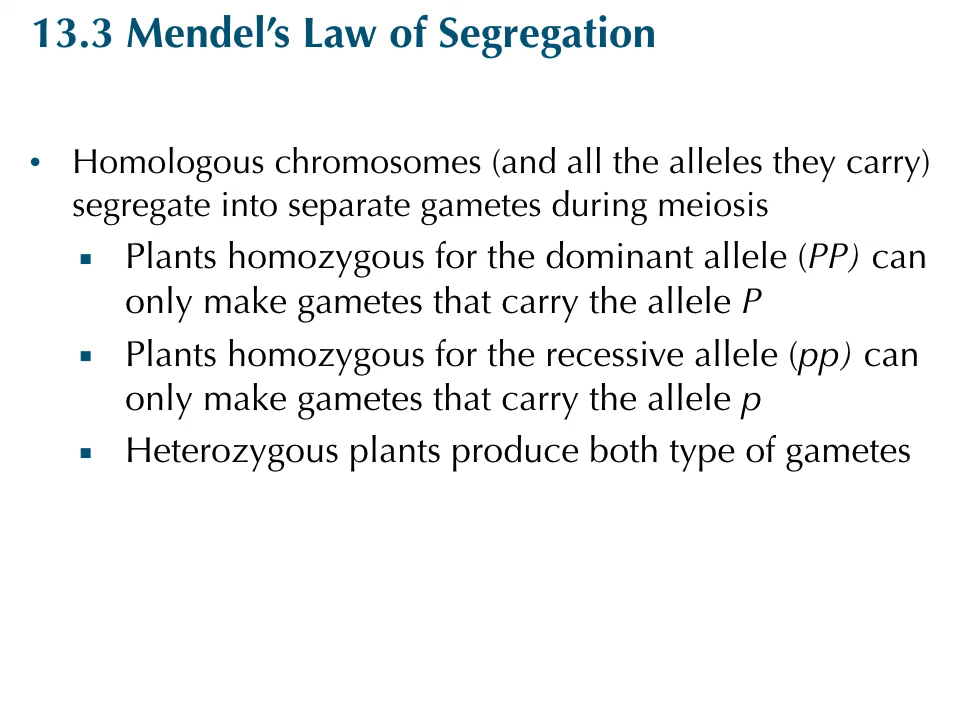 13.3 Mendel’s Law of Segregation
• Homologous chromosomes (and all the alleles they carry)
segregate into separate gametes during meiosis
▪ Plants homozygous for the dominant allele (PP) can
only make gametes that carry the allele P
▪ Plants homozygous for the recessive allele (pp) can
only make gametes that carry the allele p
▪ Heterozygous plants produce both type of gametes